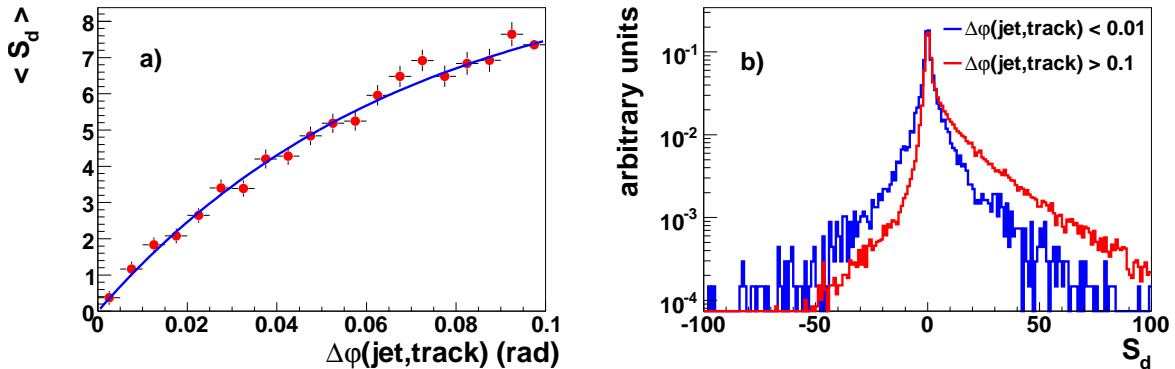 < S_d >
a)
8
7
6
5
4
3
2
1
0
0 0.02 0.04 0.06 0.08 0.1
Δφ(jet,track) (rad)
arbitrary units
b)
Δφ(jet,track) < 0.01
Δφ(jet,track) > 0.1
10⁻¹
10⁻²
10⁻³
10⁻⁴
-100 -50 0 50 100
S_d